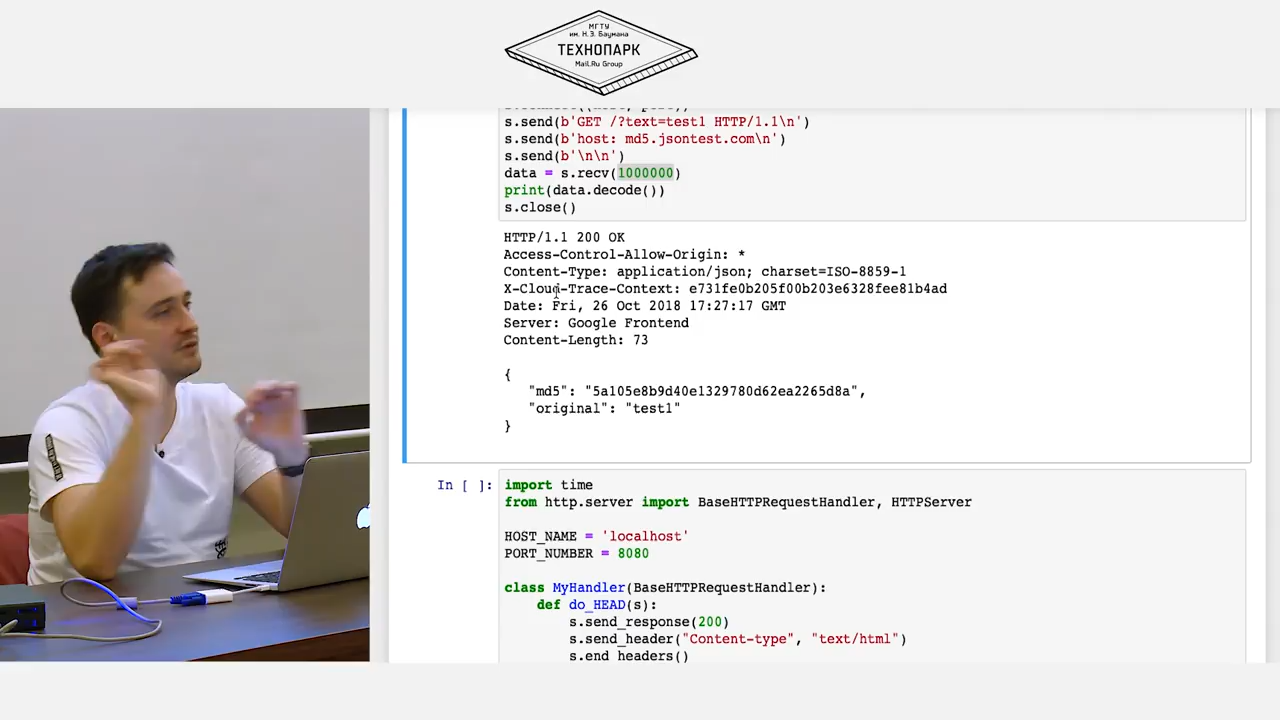 МГТУ
им. Н.Э. Баумана
ТЕХНОПАРК
Mail.Ru Group
s.send(b'GET /?text=test1 HTTP/1.1\n')
s.send(b'host: md5.jsontest.com\n')
s.send(b'\n\n')
data = s.recv(1000000)
print(data.decode())
s.close()
HTTP/1.1 200 OK
Access-Control-Allow-Origin: *
Content-Type: application/json; charset=ISO-8859-1
X-Cloud-Trace-Context: e731fe0b205f00b203e6328fee81b4ad
Date: Fri, 26 Oct 2018 17:27:17 GMT
Server: Google Frontend
Content-Length: 73
{
"md5": "5a105e8b9d40e1329780d62ea2265d8a",
"original": "test1"
}
In [ ]:
import time
from http.server import BaseHTTPRequestHandler, HTTPServer
HOST_NAME = 'localhost'
PORT_NUMBER = 8080
class MyHandler(BaseHTTPRequestHandler):
def do_HEAD(s):
s.send_response(200)
s.send_header("Content-type", "text/html")
s.end_headers()